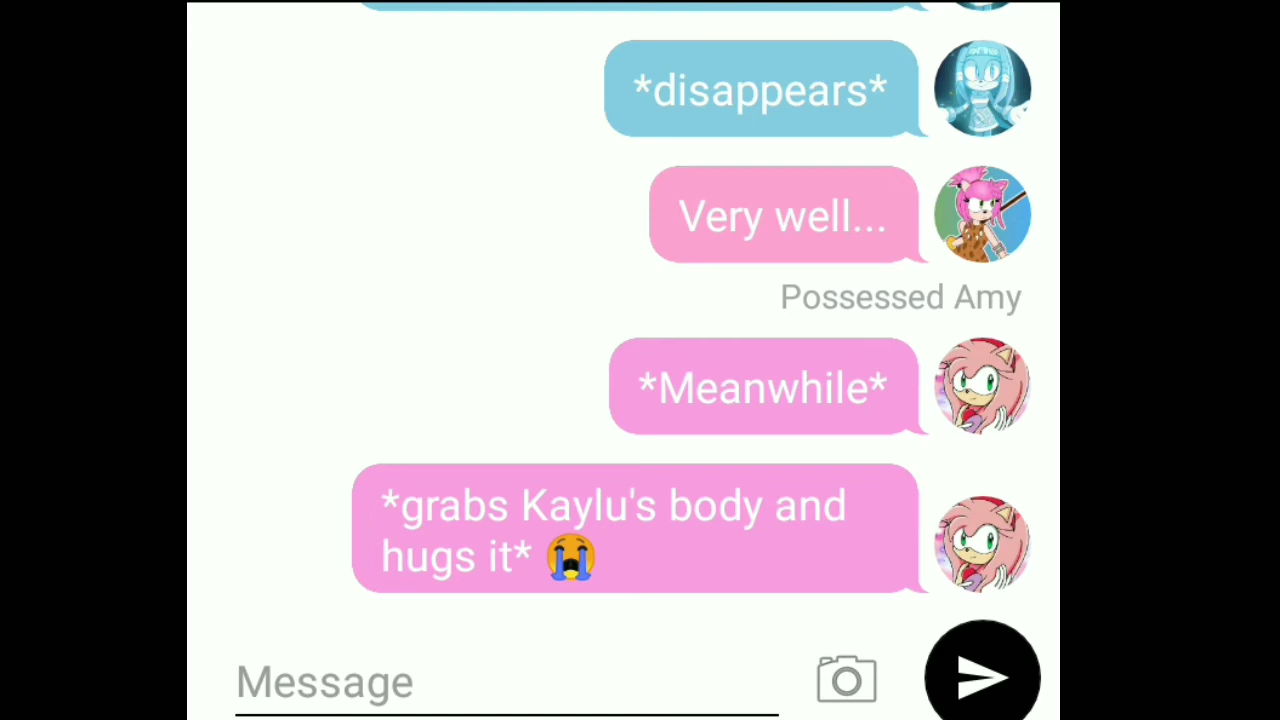 *disappears*
Very well...
Possessed Amy
*Meanwhile*
*grabs Kaylu's body and
hugs it* 😭
Message